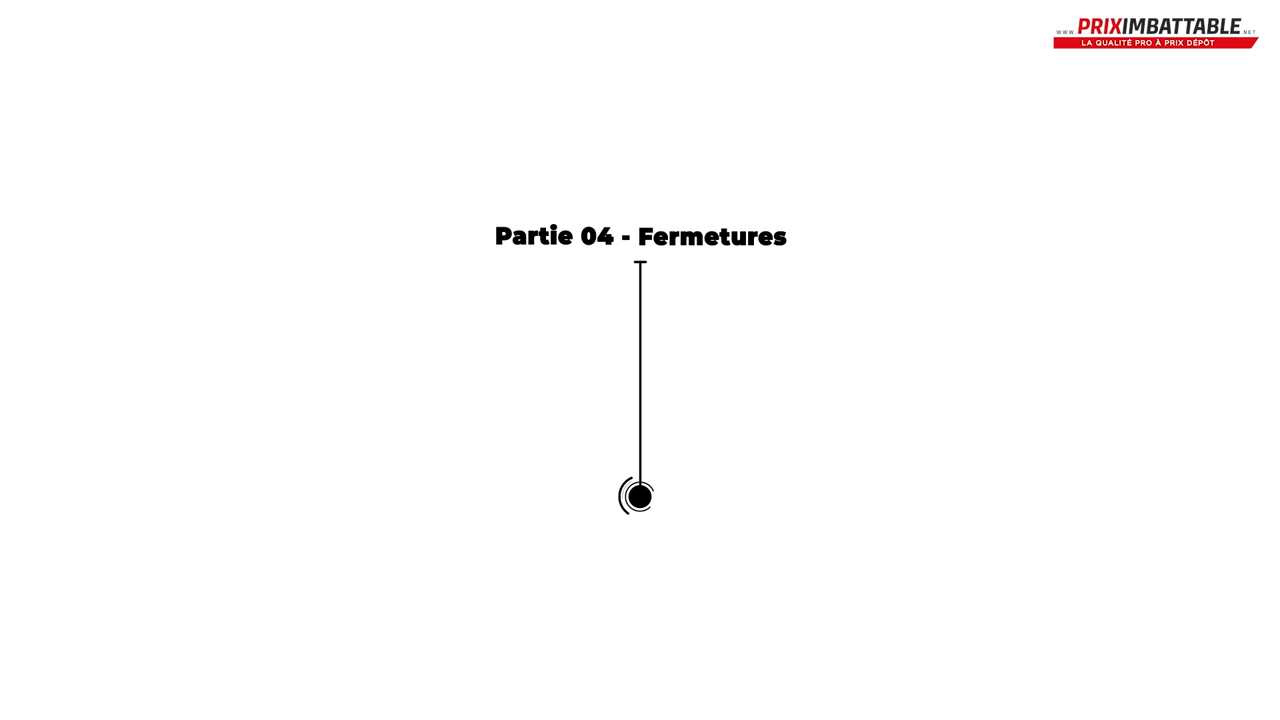 WWW. PRIXIMBATTABLE .NET
LA QUALITÉ PRO À PRIX DÉPÔT
Partie 04 - Fermetures